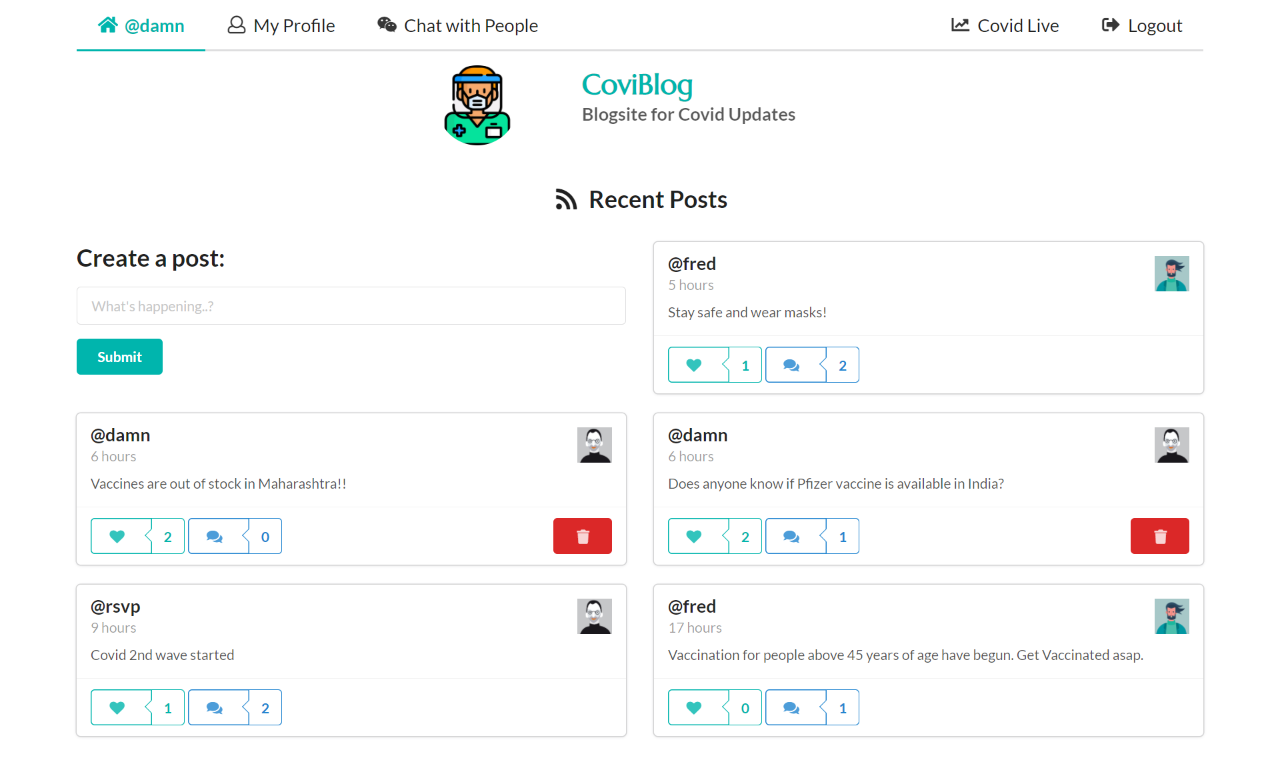 @damn My Profile Chat with People Covid Live Logout
CoviBlog
Blogsite for Covid Updates
Recent Posts
Create a post:
What's happening..?
Submit
@fred
5 hours
Stay safe and wear masks!
1 2
@damn
6 hours
Vaccines are out of stock in Maharashtra!!
2 0
@damn
6 hours
Does anyone know if Pfizer vaccine is available in India?
2 1
@rsvp
9 hours
Covid 2nd wave started
1 2
@fred
17 hours
Vaccination for people above 45 years of age have begun. Get Vaccinated asap.
0 1